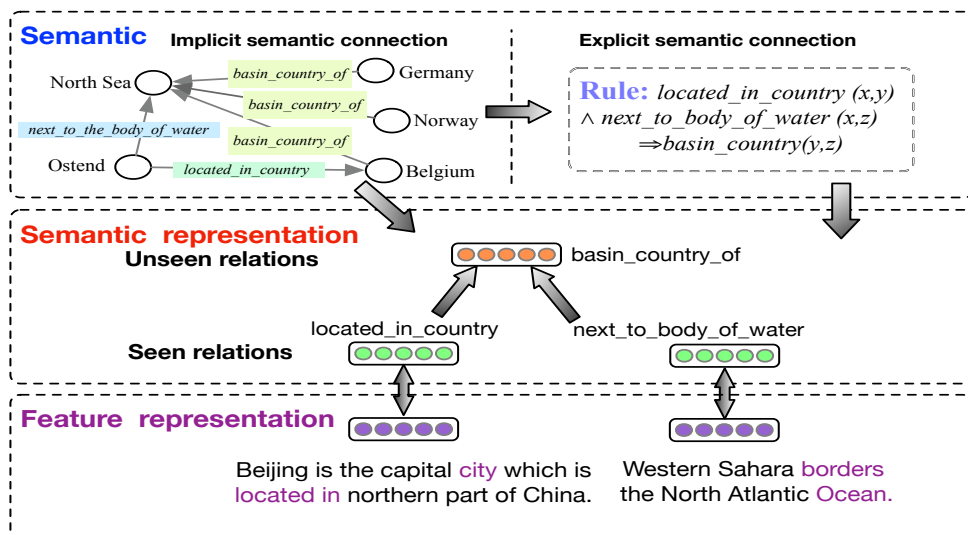 Semantic
Implicit semantic connection
Explicit semantic connection
North Sea
basin_country_of
Germany
basin_country_of
Norway
next_to_the_body_of_water
basin_country_of
Ostend
located_in_country
Belgium
Rule: located_in_country (x,y)
∧ next_to_body_of_water (x,z)
⇒basin_country(y,z)
Semantic representation
Unseen relations
basin_country_of
located_in_country
next_to_body_of_water
Seen relations
Feature representation
Beijing is the capital city which is
located in northern part of China.
Western Sahara borders
the North Atlantic Ocean.